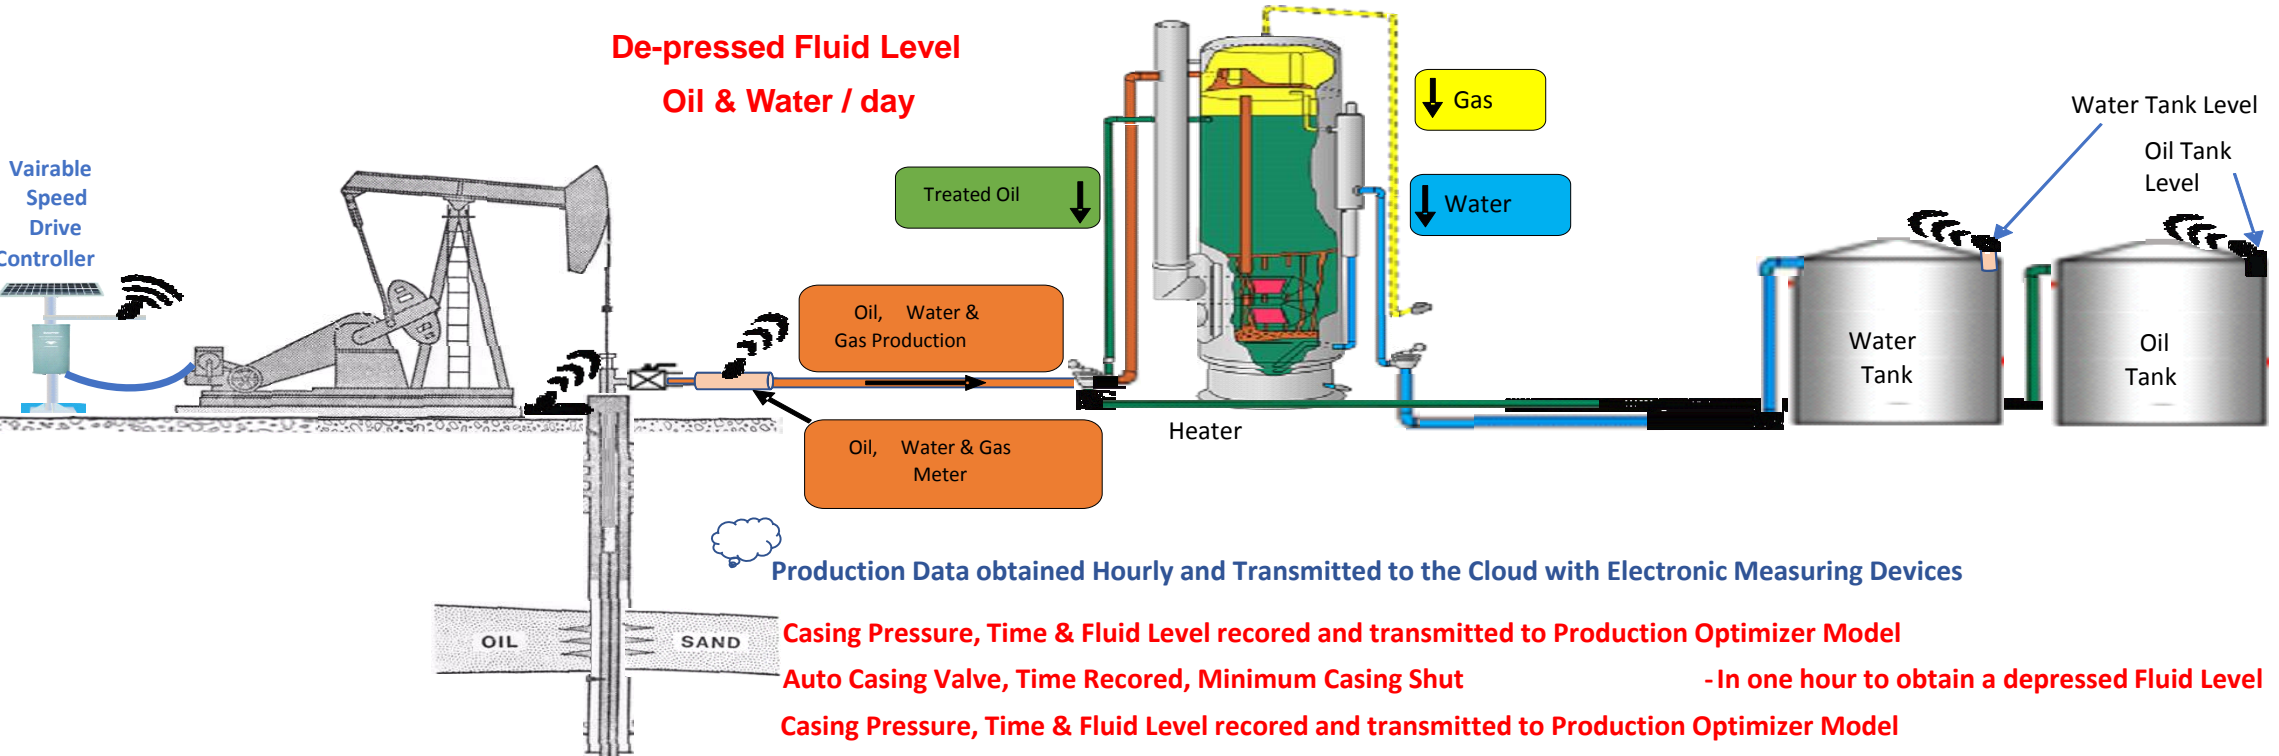 De-pressed Fluid Level
Oil & Water / day
Vairable
Speed
Drive
Controller
Treated Oil
Gas
Water
Water Tank Level
Oil Tank
Level
Oil, Water &
Gas Production
Oil, Water & Gas
Meter
Heater
Water
Tank
Oil
Tank
Production Data obtained Hourly and Transmitted to the Cloud with Electronic Measuring Devices
OIL SAND
Casing Pressure, Time & Fluid Level recored and transmitted to Production Optimizer Model
Auto Casing Valve, Time Recored, Minimum Casing Shut - In one hour to obtain a depressed Fluid Level
Casing Pressure, Time & Fluid Level recored and transmitted to Production Optimizer Model